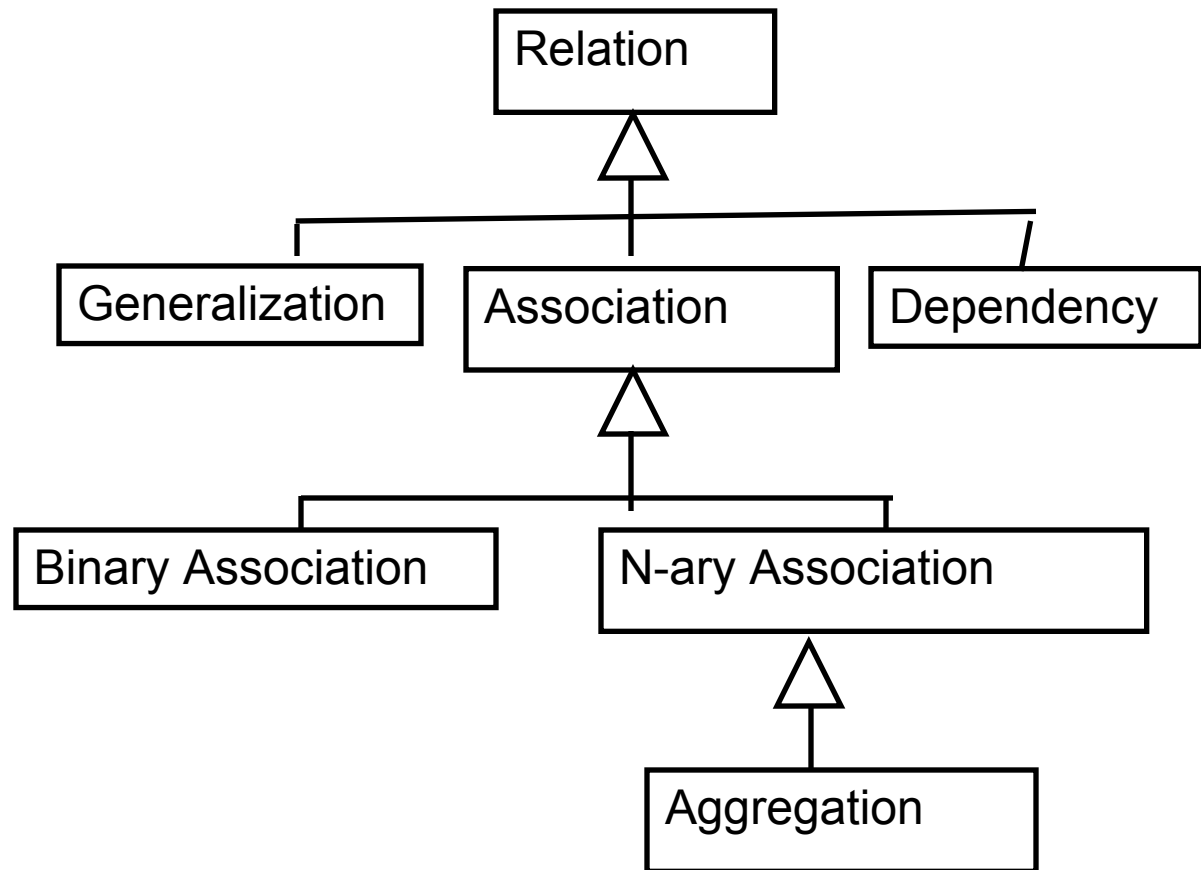 Relation
Generalization
Association
Dependency
Binary Association
N-ary Association
Aggregation